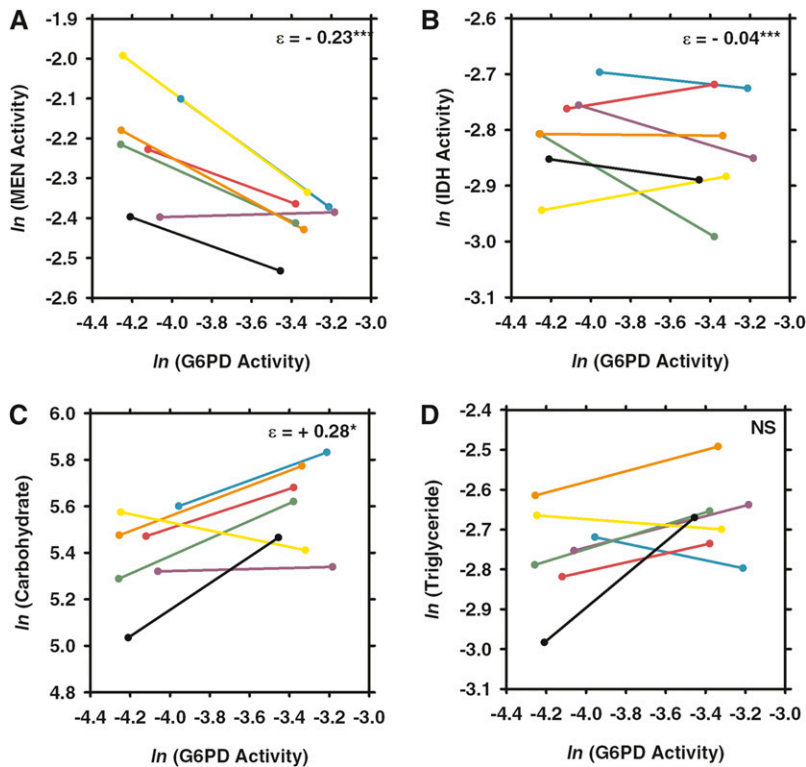 A
B
ε = - 0.23***
ε = - 0.04***
ln (MEN Activity)
-1.9
-2.0
-2.1
-2.2
-2.3
-2.4
-2.5
-2.6
-4.4 -4.2 -4.0 -3.8 -3.6 -3.4 -3.2 -3.0
ln (G6PD Activity)
ln (IDH Activity)
-2.6
-2.7
-2.8
-2.9
-3.0
-3.1
-4.4 -4.2 -4.0 -3.8 -3.6 -3.4 -3.2 -3.0
ln (G6PD Activity)
C
D
ε = + 0.28*
NS
ln (Carbohydrate)
6.0
5.8
5.6
5.4
5.2
5.0
4.8
-4.4 -4.2 -4.0 -3.8 -3.6 -3.4 -3.2 -3.0
ln (G6PD Activity)
ln (Triglyceride)
-2.4
-2.5
-2.6
-2.7
-2.8
-2.9
-3.0
-3.1
-4.4 -4.2 -4.0 -3.8 -3.6 -3.4 -3.2 -3.0
ln (G6PD Activity)